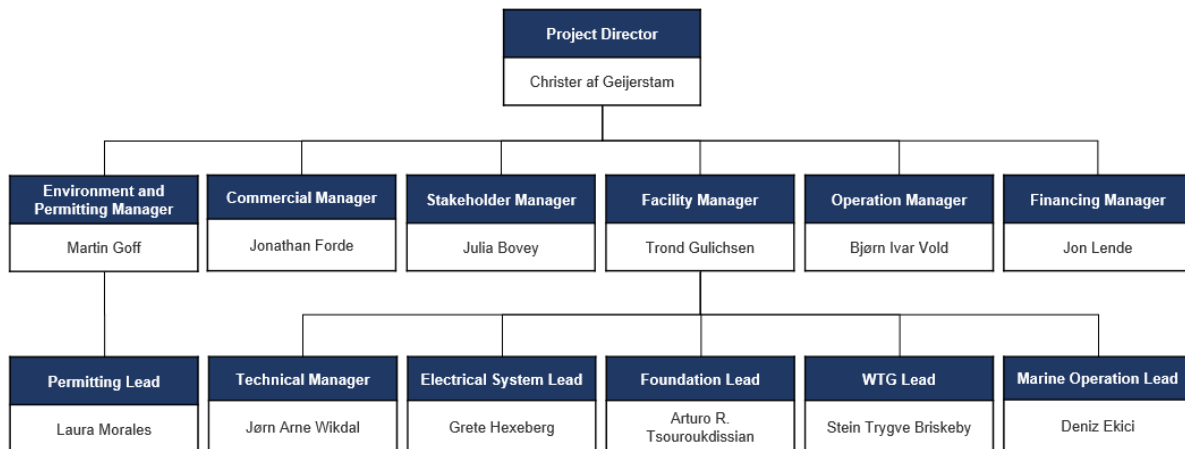 Project Director
Christer af Geijerstam
Environment and
Permitting Manager
Martin Goff
Commercial Manager
Jonathan Forde
Stakeholder Manager
Julia Bovey
Facility Manager
Trond Gulichsen
Operation Manager
Bjørn Ivar Vold
Financing Manager
Jon Lende
Permitting Lead
Laura Morales
Technical Manager
Jørn Arne Wikdal
Electrical System Lead
Grete Hexeberg
Foundation Lead
Arturo R.
Tsouroukdissian
WTG Lead
Stein Trygve Briskeby
Marine Operation Lead
Deniz Ekici